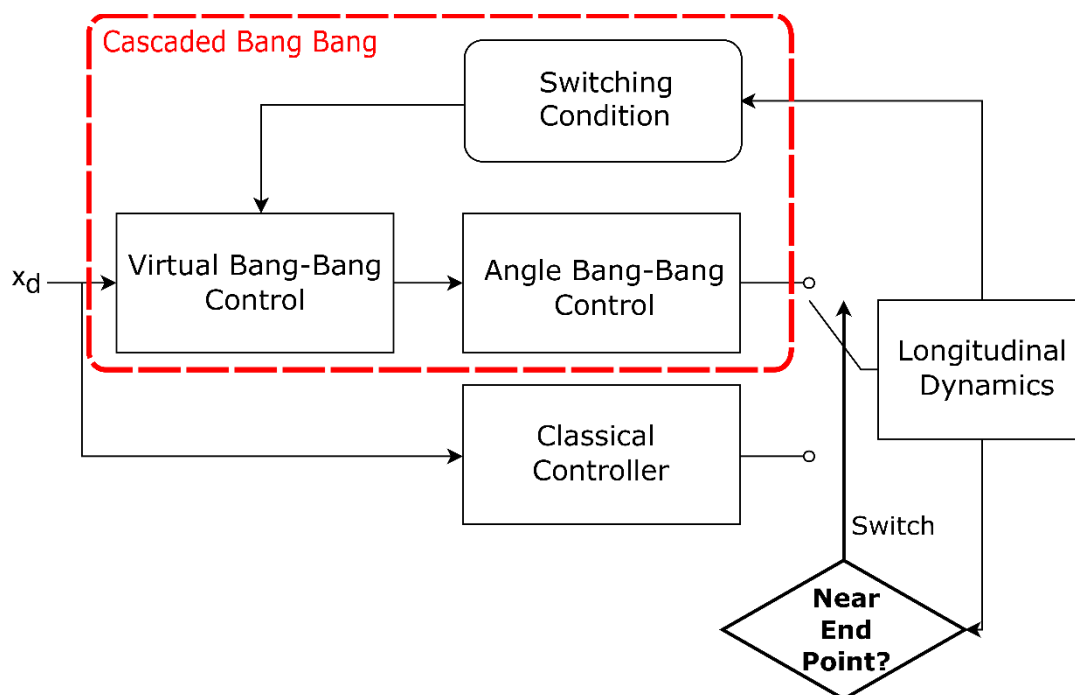 Cascaded Bang Bang
Switching
Condition
x_d
Virtual Bang-Bang
Control
Angle Bang-Bang
Control
Longitudinal
Dynamics
Classical
Controller
Switch
Near
End
Point?